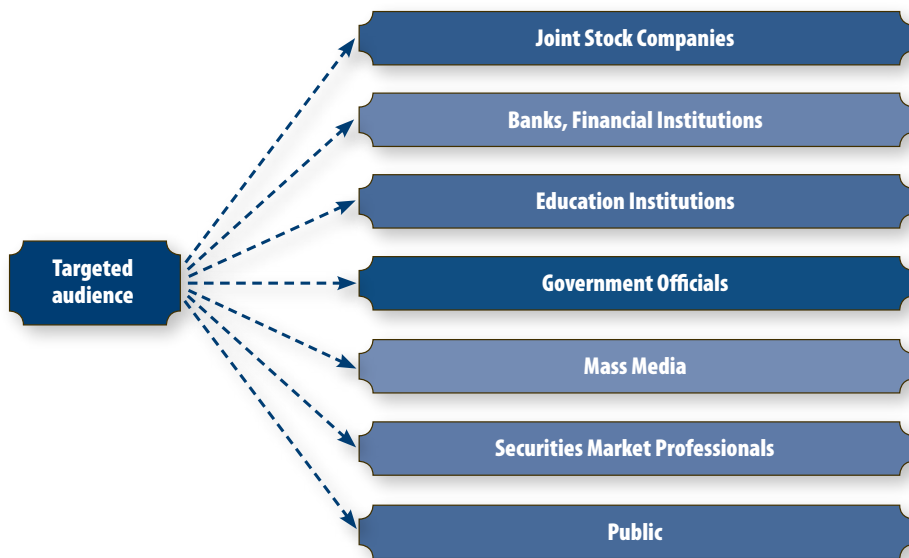 Joint Stock Companies
Banks, Financial Institutions
Education Institutions
Targeted
audience
Government Officials
Mass Media
Securities Market Professionals
Public